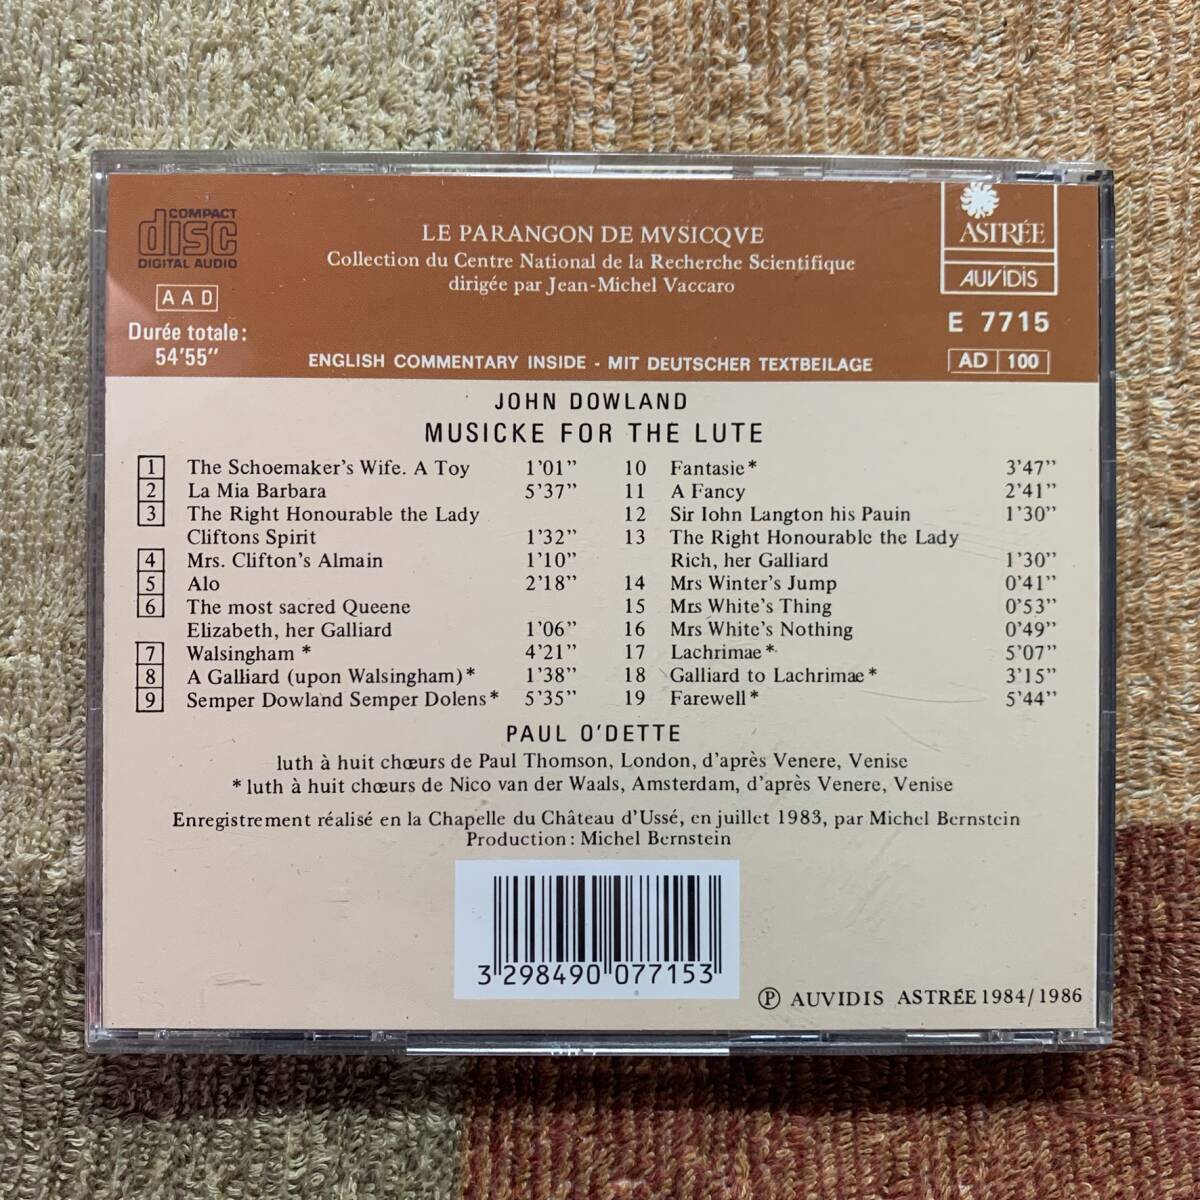 COMPACT
disc
DIGITAL AUDIO
AAD
Durée totale:
54'55"
LE PARANGON DE MVSICQVE
Collection du Centre National de la Recherche Scientifique
dirigée par Jean-Michel Vaccaro
ENGLISH COMMENTARY INSIDE - MIT DEUTSCHER TEXTBEILAGE
ASTRÉE
AUVIDIS
E 7715
AD 100
JOHN DOWLAND
MUSICKE FOR THE LUTE
1 The Schoemaker's Wife. A Toy 1'01"
2 La Mia Barbara 5'37"
3 The Right Honourable the Lady
Cliftons Spirit 1'32"
4 Mrs. Clifton's Almain 1'10"
5 Alo 2'18"
6 The most sacred Queene
Elizabeth, her Galliard 1'06"
7 Walsingham * 4'21"
8 A Galliard (upon Walsingham)* 1'38"
9 Semper Dowland Semper Dolens* 5'35"
10 Fantasie* 3'47"
11 A Fancy 2'41"
12 Sir Iohn Langton his Pauin 1'30"
13 The Right Honourable the Lady
Rich, her Galliard 1'30"
14 Mrs Winter's Jump 0'41"
15 Mrs White's Thing 0'53"
16 Mrs White's Nothing 0'49"
17 Lachrimae* 5'07"
18 Galliard to Lachrimae* 3'15"
19 Farewell* 5'44"
PAUL O'DETTE
luth à huit chœurs de Paul Thomson, London, d'après Venere, Venise
* luth à huit chœurs de Nico van der Waals, Amsterdam, d'après Venere, Venise
Enregistrement réalisé en la Chapelle du Château d'Ussé, en juillet 1983, par Michel Bernstein
Production: Michel Bernstein
3 298490 077153
℗ AUVIDIS ASTRÉE 1984/1986